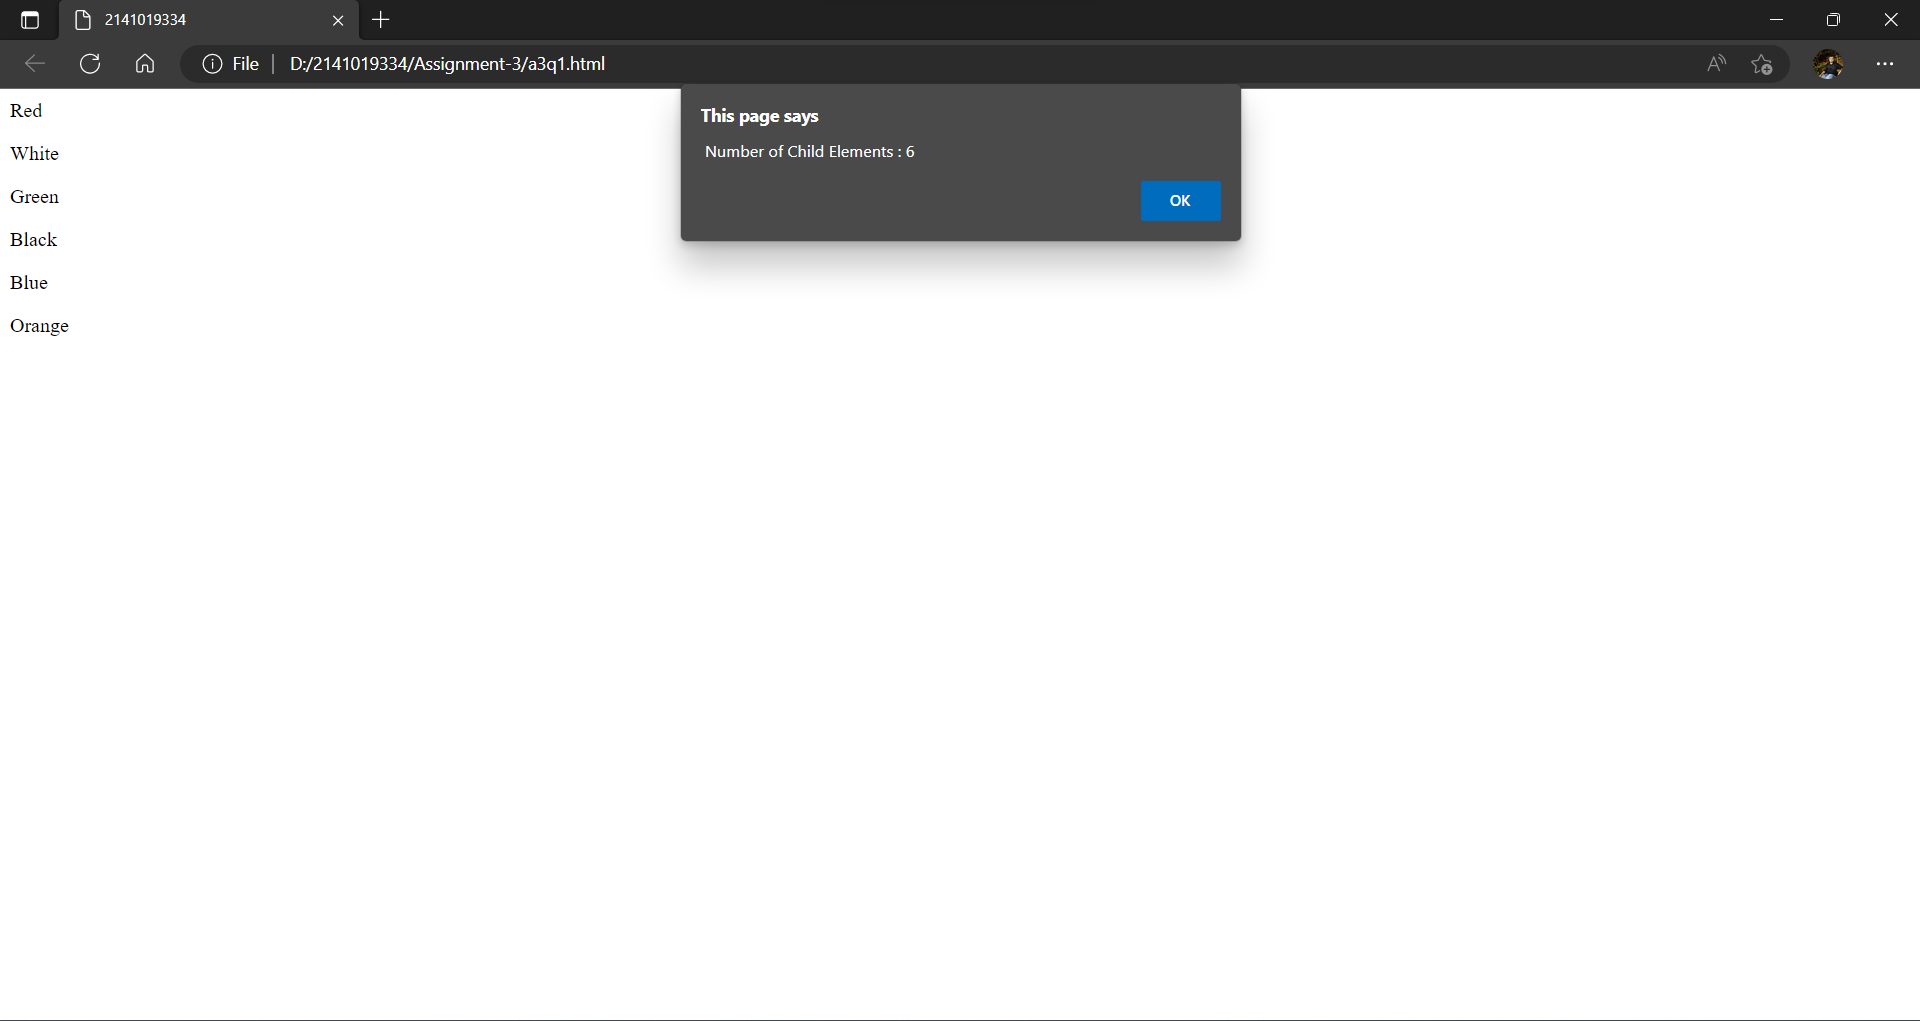 2141019334
File
D:/2141019334/Assignment-3/a3q1.html
This page says
Number of Child Elements : 6
OK
Red
White
Green
Black
Blue
Orange